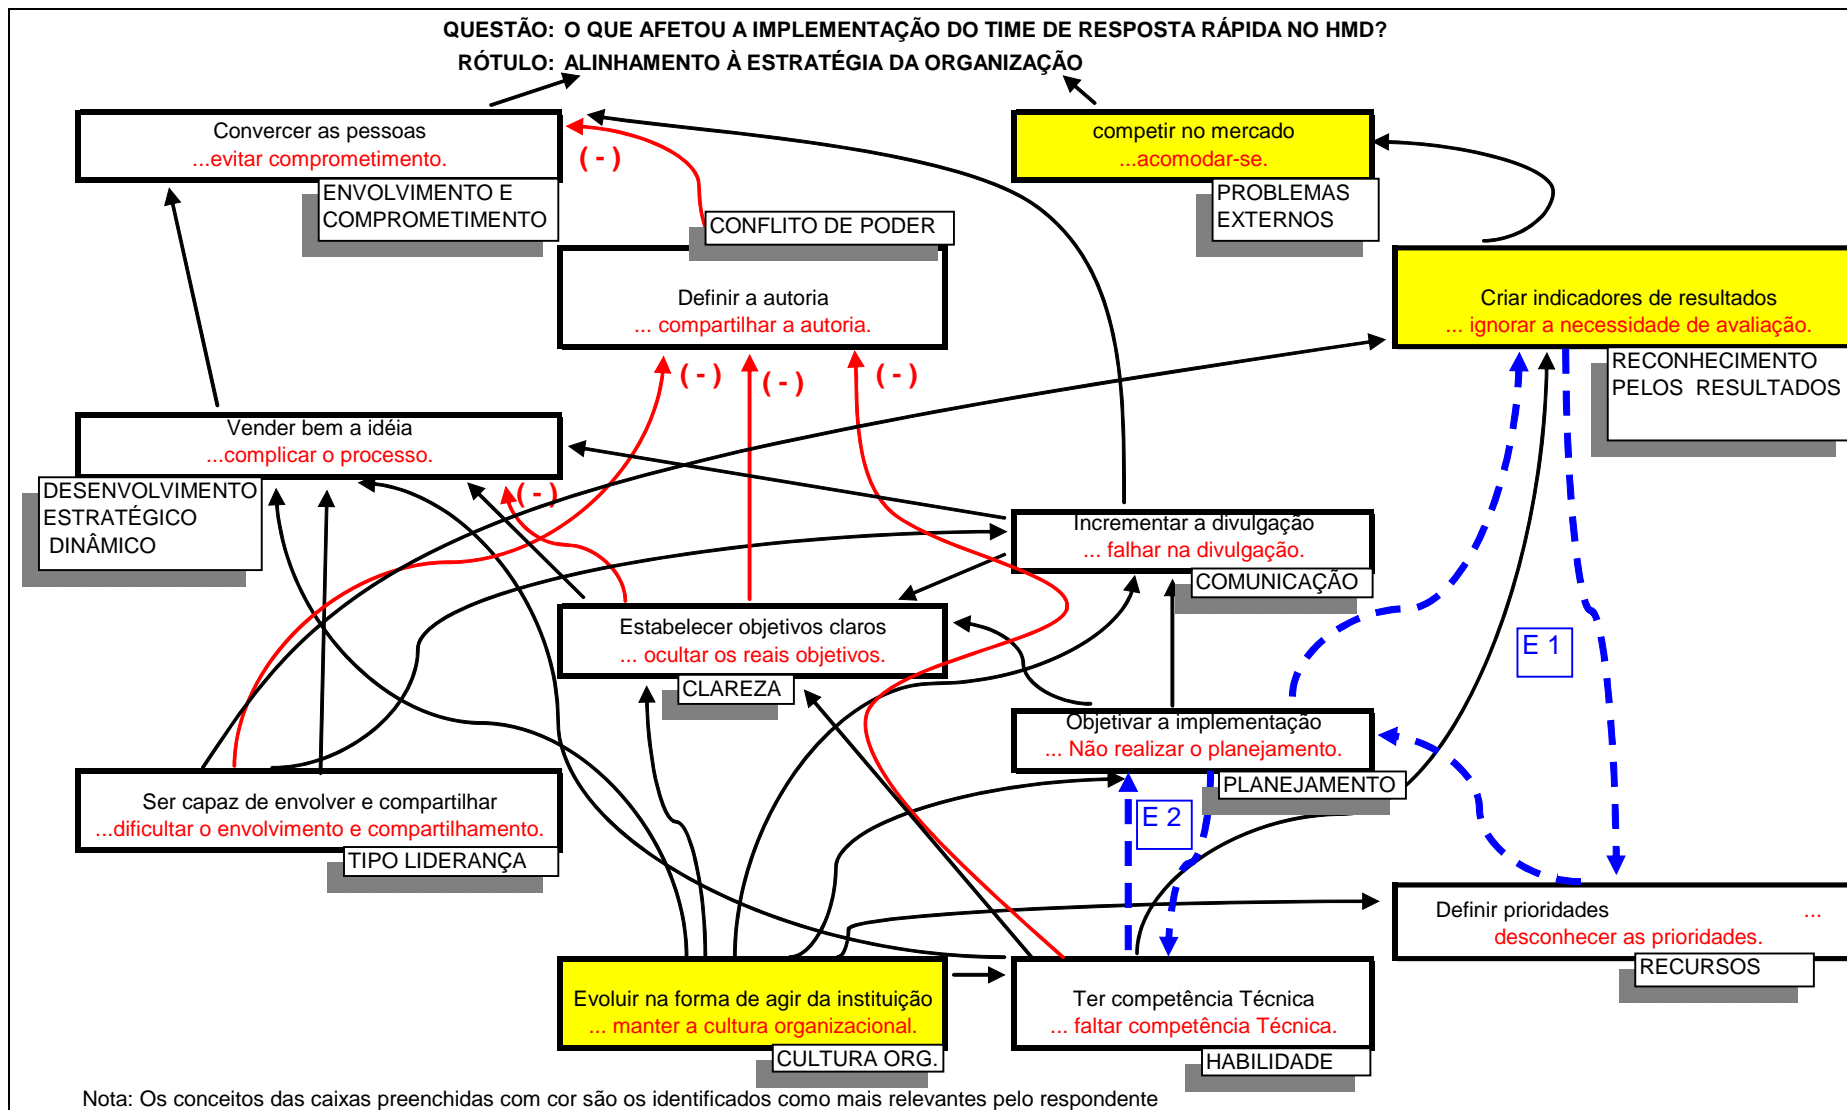 QUESTÃO: O QUE AFETOU A IMPLEMENTAÇÃO DO TIME DE RESPOSTA RÁPIDA NO HMD?
RÓTULO: ALINHAMENTO À ESTRATÉGIA DA ORGANIZAÇÃO
Convercer as pessoas
...evitar comprometimento.
ENVOLVIMENTO E
COMPROMETIMENTO
( - )
competir no mercado
...acomodar-se.
PROBLEMAS
EXTERNOS
CONFLITO DE PODER
Definir a autoria
... compartilhar a autoria.
( - )
( - )
( - )
Criar indicadores de resultados
... ignorar a necessidade de avaliação.
RECONHECIMENTO
PELOS RESULTADOS
Vender bem a idéia
...complicar o processo.
DESENVOLVIMENTO
ESTRATÉGICO
DINÂMICO
( - )
Incrementar a divulgação
... falhar na divulgação.
COMUNICAÇÃO
Estabelecer objetivos claros
... ocultar os reais objetivos.
CLAREZA
E 1
Objetivar a implementação
... Não realizar o planejamento.
PLANEJAMENTO
E 2
Ser capaz de envolver e compartilhar
...dificultar o envolvimento e compartilhamento.
TIPO LIDERANÇA
Definir prioridades ...
desconhecer as prioridades.
RECURSOS
Evoluir na forma de agir da instituição
... manter a cultura organizacional.
CULTURA ORG.
Ter competência Técnica
... faltar competência Técnica.
HABILIDADE
Nota: Os conceitos das caixas preenchidas com cor são os identificados como mais relevantes pelo respondente